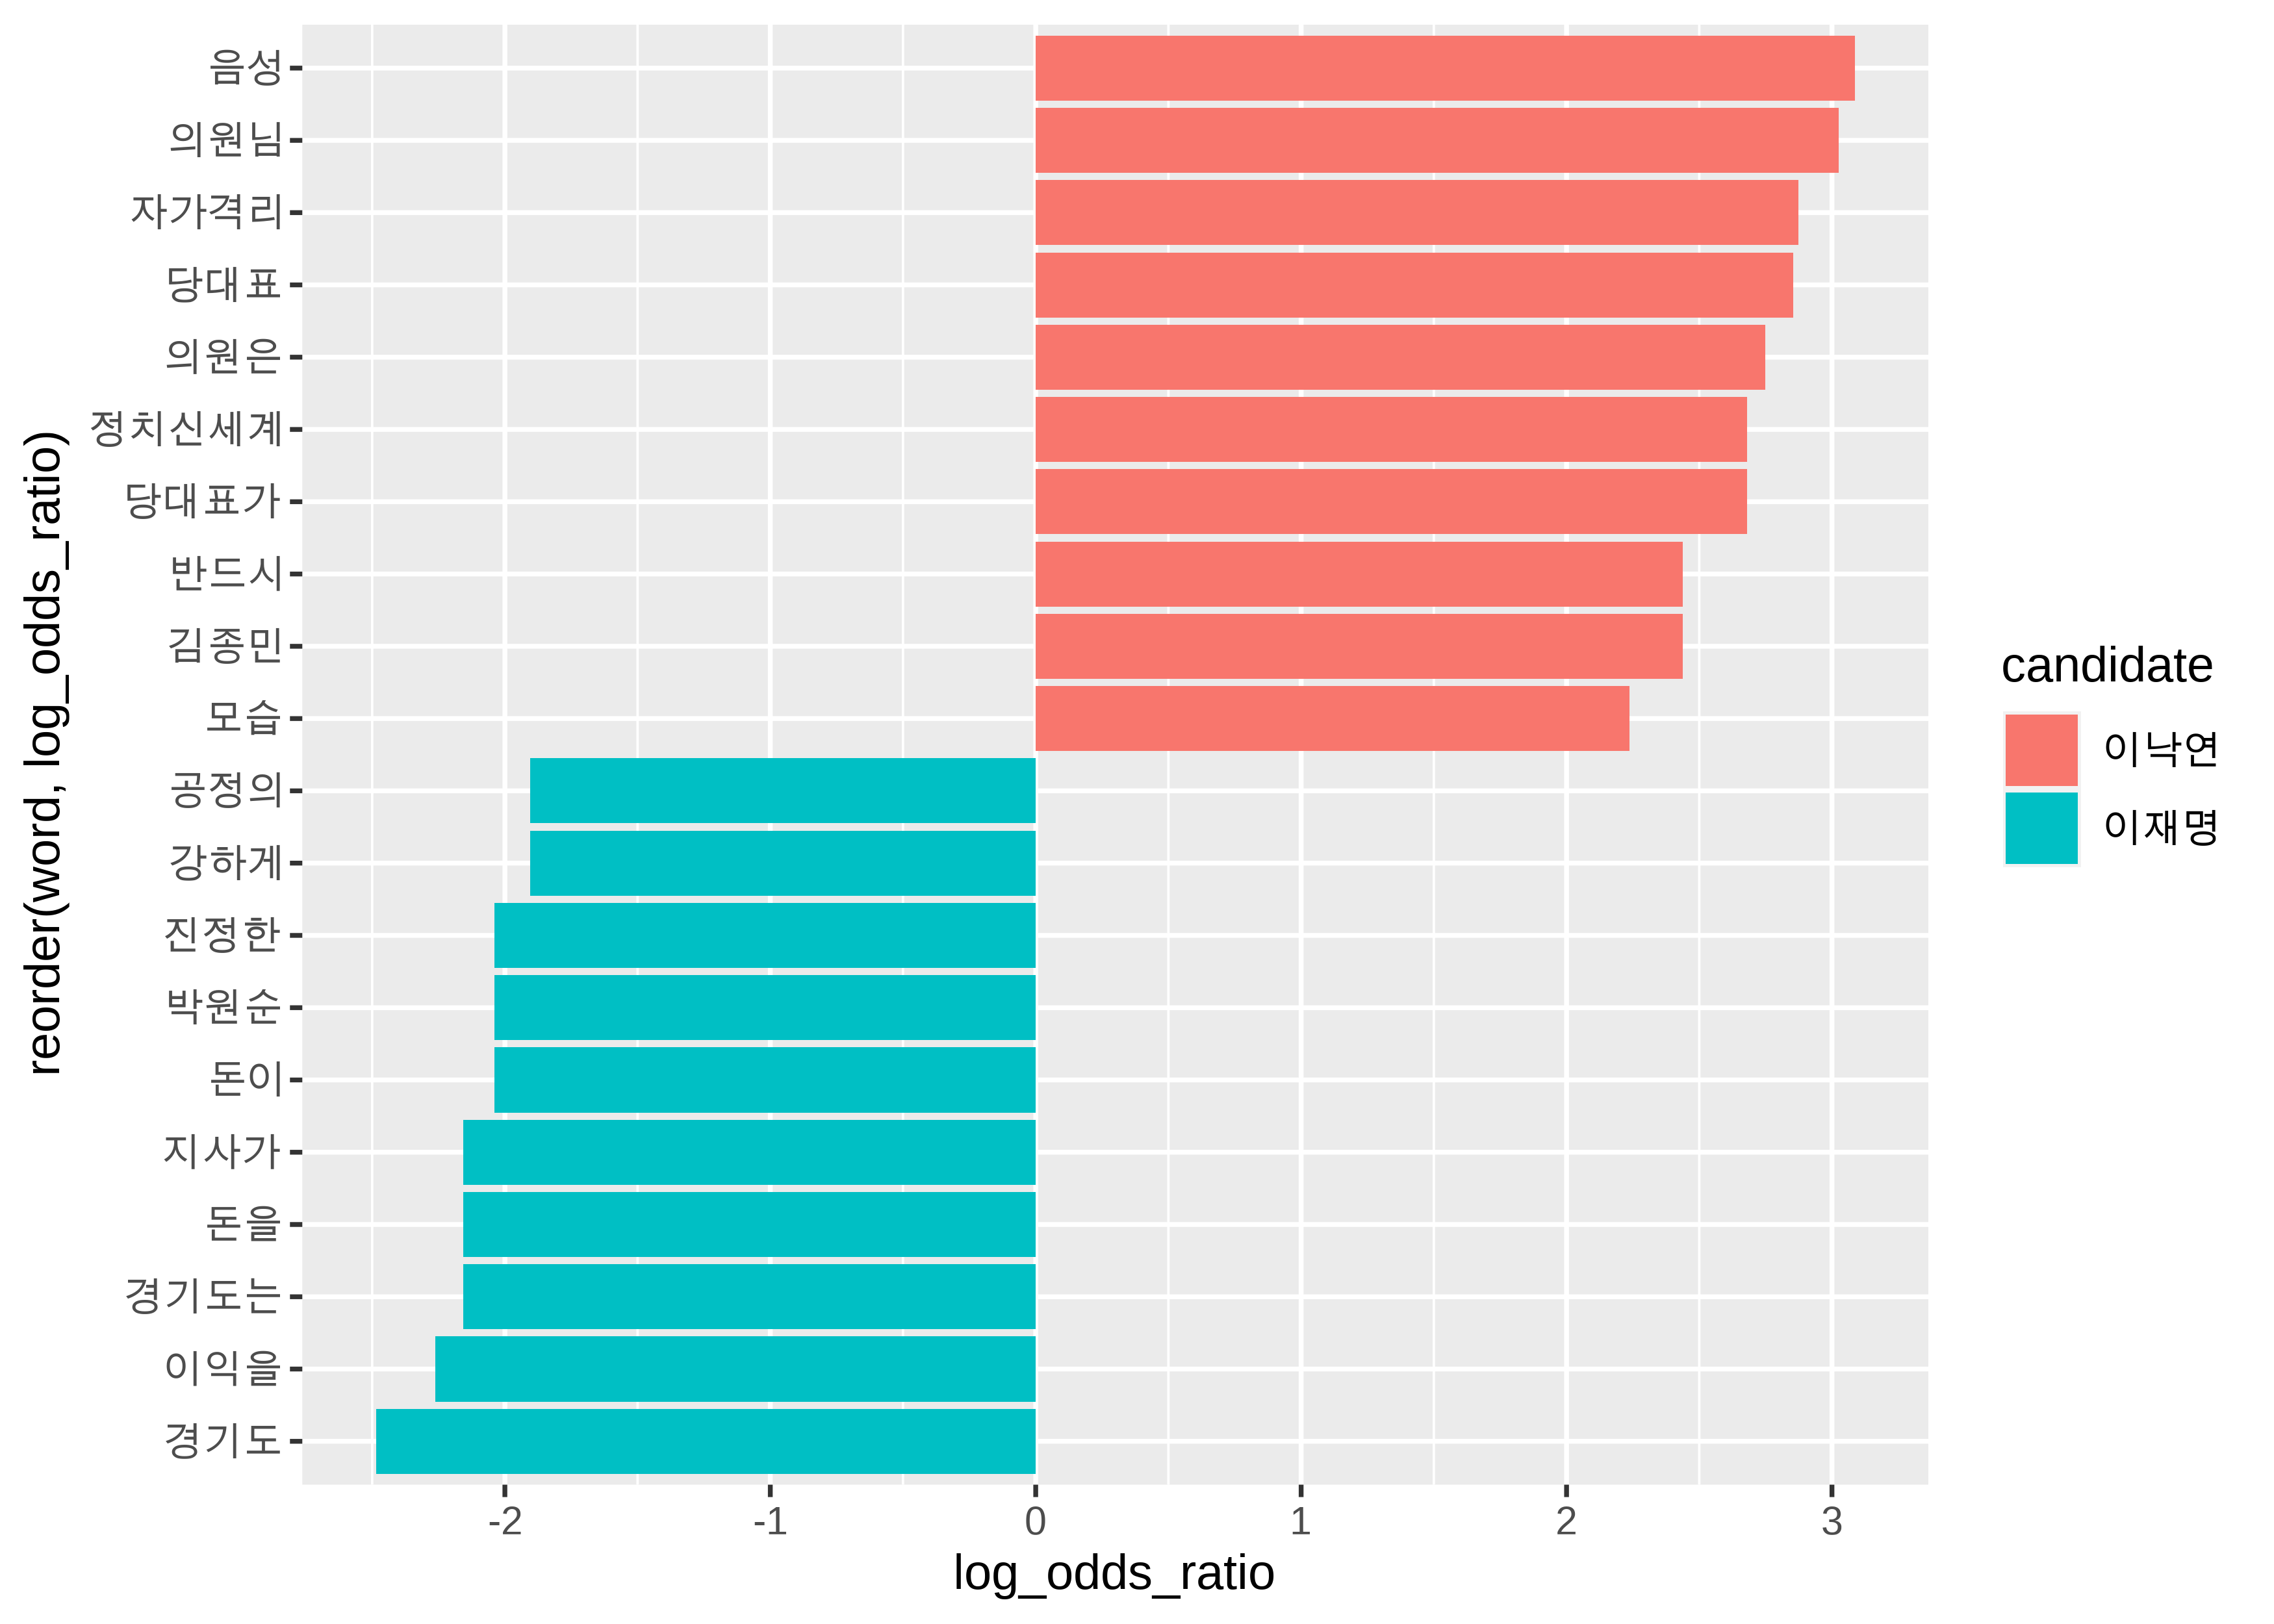 음성
의원님
자가격리
당대표
의원은
정치신세계
당대표가
반드시
김종민
모습
공정의
강하게
진정한
박원순
돈이
지사가
돈을
경기도는
이익을
경기도
-2 -1 0 1 2 3
log_odds_ratio
reorder(word, log_odds_ratio)
candidate
이낙연
이재명